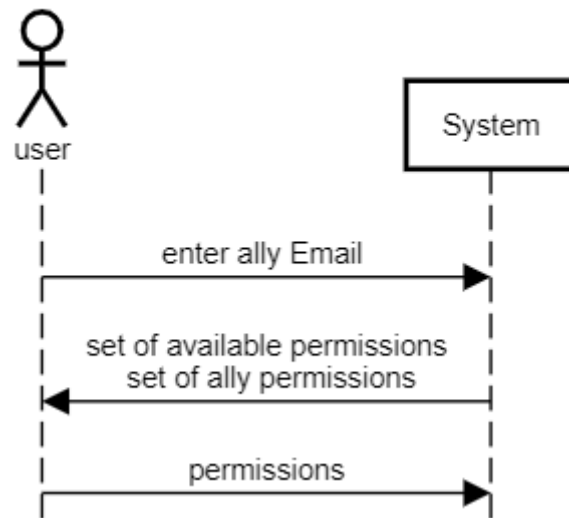 user
System
enter ally Email
set of available permissions
set of ally permissions
permissions